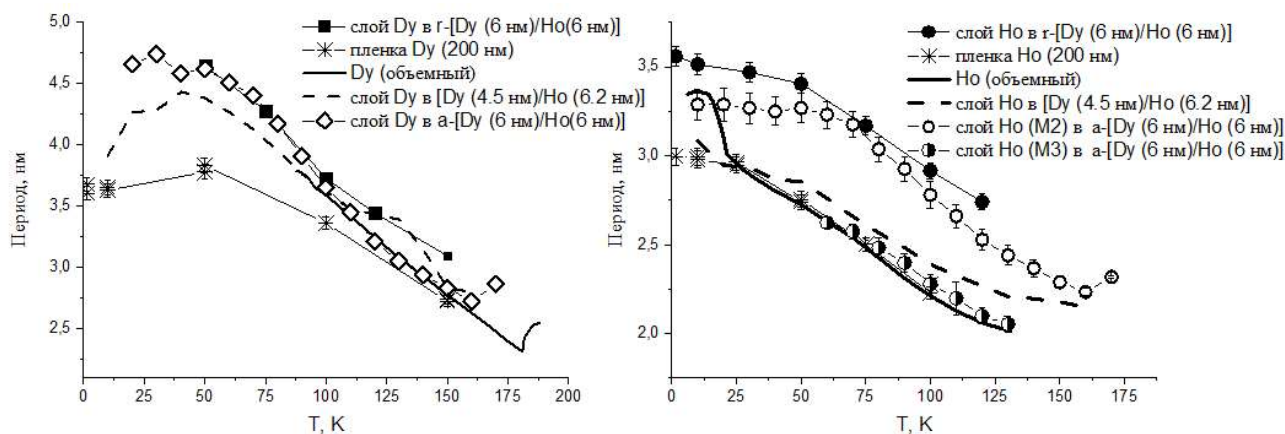 слой Dy в r-[Dy (6 нм)/Ho(6 нм)]
пленка Dy (200 нм)
Dy (объемный)
слой Dy в [Dy (4.5 нм)/Ho (6.2 нм)]
слой Dy в a-[Dy (6 нм)/Ho(6 нм)]
Период, нм
5,0
4,5
4,0
3,5
3,0
2,5
0 25 50 75 100 125 150 175 200
T, K
слой Ho в r-[Dy (6 нм)/Ho (6 нм)]
пленка Ho (200 нм)
Ho (объемный)
слой Ho в [Dy (4.5 нм)/Ho (6.2 нм)]
слой Ho (M2) в a-[Dy (6 нм)/Ho (6 нм)]
слой Ho (M3) в a-[Dy (6 нм)/Ho (6 нм)]
Период, нм
3,5
3,0
2,5
2,0
0 25 50 75 100 125 150 175
T, K